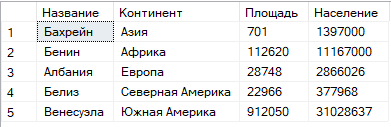 Название Континент Площадь Население
1 Бахрейн Азия 701 1397000
2 Бенин Африка 112620 11167000
3 Албания Европа 28748 2866026
4 Белиз Северная Америка 22966 377968
5 Венесуэла Южная Америка 912050 31028637